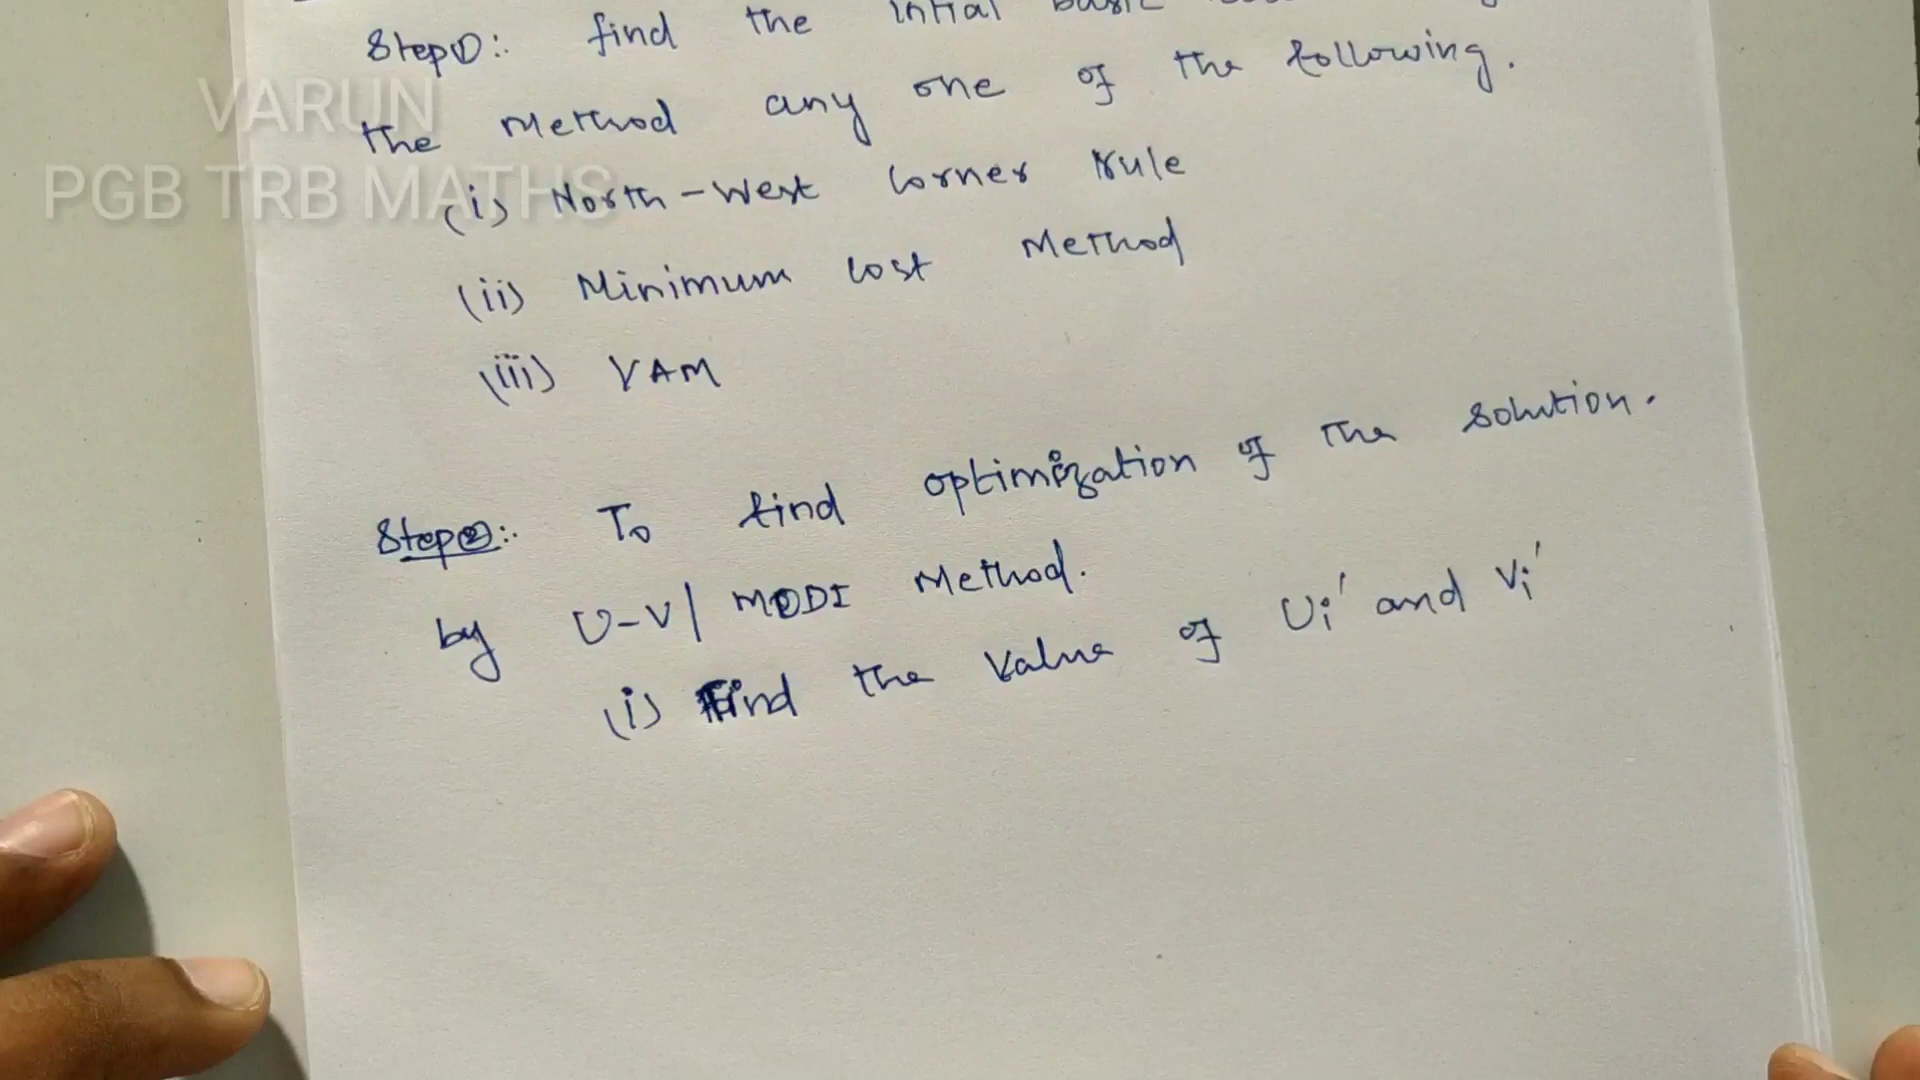 Step①:- find the intial basic
the method any one of the following.
(i) North-West Corner Rule
(ii) Minimum Cost Method
(iii) VAM
Step②:- To find optimization of the solution.
by U-V/ MODI Method.
(i) Find the value of Ui' and Vi'
VARUN
PGB TRB MATHS